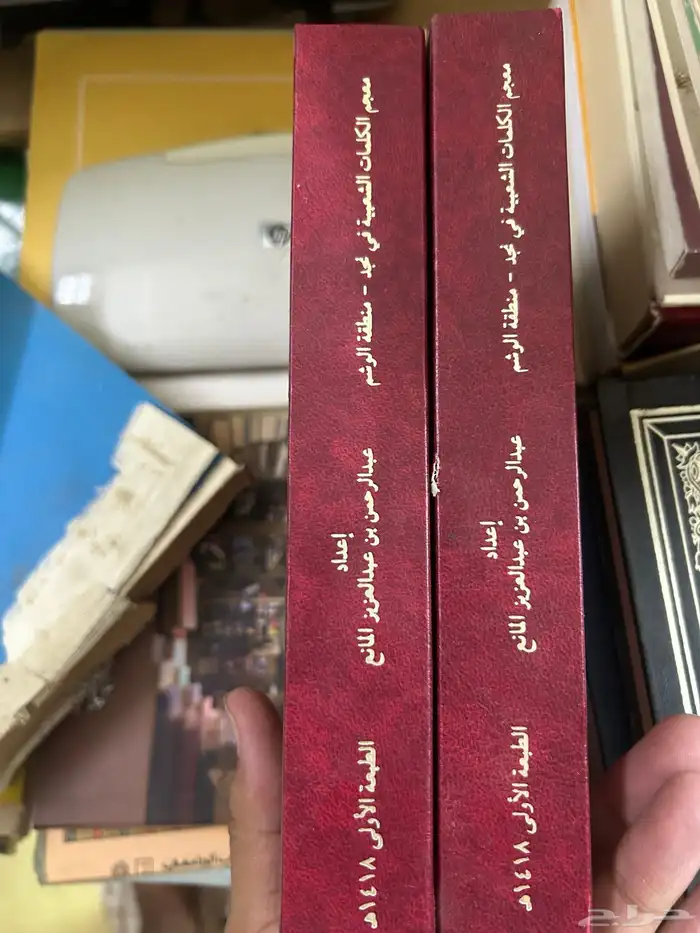 معجم الكلمات الشعبية في نجد - منطقة الوشم
إعداد
عبدالرحمن بن عبدالعزيز المانع
الطبعة الأولى ١٤١٨هـ
معجم الكلمات الشعبية في نجد - منطقة الوشم
إعداد
عبدالرحمن بن عبدالعزيز المانع
الطبعة الأولى ١٤١٨هـ
hp
حراج